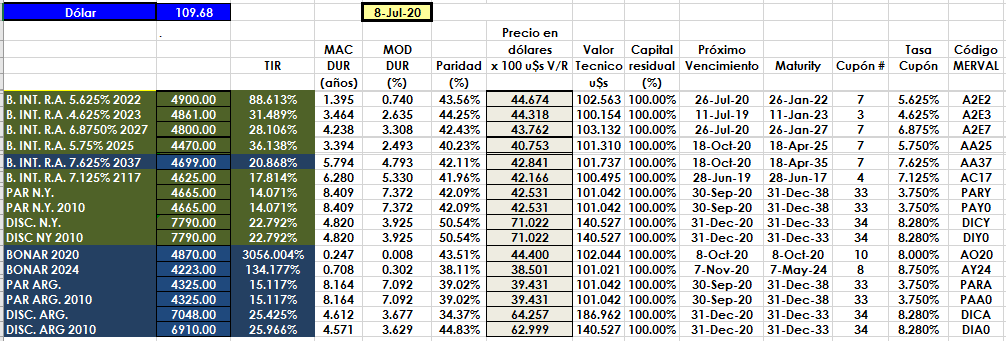 Dólar 109.68 8-Jul-20
.
Precio en
MAC MOD dólares Valor Capital Próximo Tasa Código
TIR DUR DUR Paridad x 100 u$s V/R Tecnico residual Vencimiento Maturity Cupón # Cupón MERVAL
(años) (%) (%) u$s (%)
B. INT. R.A. 5.625% 2022 4900.00 88.613% 1.395 0.740 43.56% 44.674 102.563 100.00% 26-Jul-20 26-Jan-22 7 5.625% A2E2
B. INT. R.A. .4.625% 2023 4861.00 31.489% 3.464 2.635 44.25% 44.318 100.154 100.00% 11-Jul-19 11-Jan-23 3 4.625% A2E3
B. INT. R.A. 6.8750% 2027 4800.00 28.106% 4.238 3.308 42.43% 43.762 103.132 100.00% 26-Jul-20 26-Jan-27 7 6.875% A2E7
B. INT. R.A. 5.75% 2025 4470.00 36.138% 3.394 2.493 40.23% 40.753 101.310 100.00% 18-Oct-20 18-Apr-25 7 5.750% AA25
B. INT. R.A. 7.625% 2037 4699.00 20.868% 5.794 4.793 42.11% 42.841 101.737 100.00% 18-Oct-20 18-Apr-35 7 7.625% AA37
B. INT. R.A. 7.125% 2117 4625.00 17.814% 6.280 5.330 41.96% 42.166 100.495 100.00% 28-Jun-19 28-Jun-17 4 7.125% AC17
PAR N.Y. 4665.00 14.071% 8.409 7.372 42.09% 42.531 101.042 100.00% 30-Sep-20 31-Dec-38 33 3.750% PARY
PAR N.Y. 2010 4665.00 14.071% 8.409 7.372 42.09% 42.531 101.042 100.00% 30-Sep-20 31-Dec-38 33 3.750% PAY0
DISC. N.Y. 7790.00 22.792% 4.820 3.925 50.54% 71.022 140.527 100.00% 31-Dec-20 31-Dec-33 34 8.280% DICY
DISC NY 2010 7790.00 22.792% 4.820 3.925 50.54% 71.022 140.527 100.00% 31-Dec-20 31-Dec-33 34 8.280% DIY0
BONAR 2020 4870.00 3056.004% 0.247 0.008 43.51% 44.400 102.044 100.00% 8-Oct-20 8-Oct-20 10 8.000% AO20
BONAR 2024 4223.00 134.177% 0.708 0.302 38.11% 38.501 101.021 100.00% 7-Nov-20 7-May-24 8 8.750% AY24
PAR ARG. 4325.00 15.117% 8.164 7.092 39.02% 39.431 101.042 100.00% 30-Sep-20 31-Dec-38 33 3.750% PARA
PAR ARG. 2010 4325.00 15.117% 8.164 7.092 39.02% 39.431 101.042 100.00% 30-Sep-20 31-Dec-38 33 3.750% PAA0
DISC. ARG. 7048.00 25.425% 4.612 3.677 34.37% 64.257 186.962 100.00% 31-Dec-20 31-Dec-33 34 8.280% DICA
DISC. ARG 2010 6910.00 25.966% 4.571 3.629 44.83% 62.999 140.527 100.00% 31-Dec-20 31-Dec-33 34 8.280% DIA0